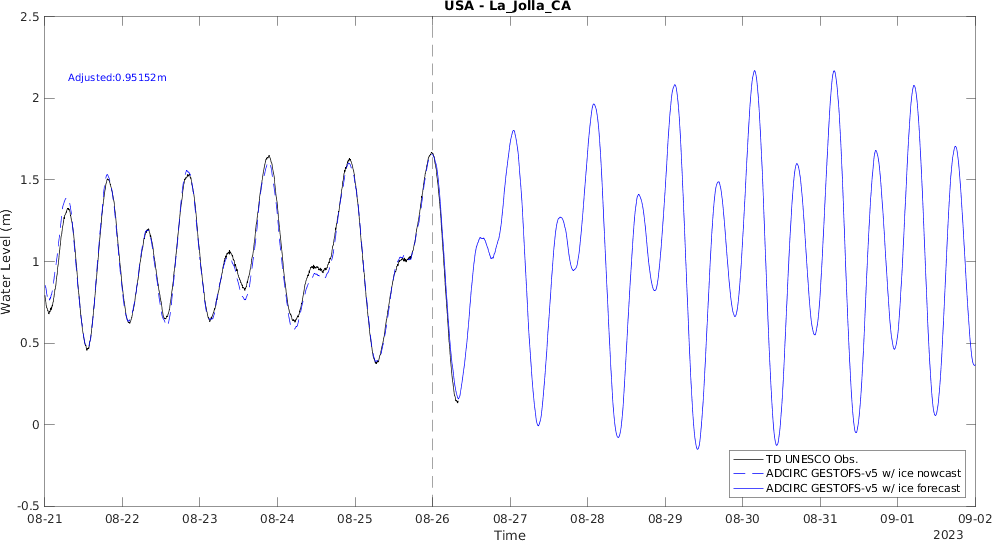 USA - La_Jolla_CA
2.5
2
1.5
1
0.5
0
-0.5
Water Level (m)
Adjusted:0.95152m
TD UNESCO Obs.
ADCIRC GESTOFS-v5 w/ ice nowcast
ADCIRC GESTOFS-v5 w/ ice forecast
08-21 08-22 08-23 08-24 08-25 08-26 08-27 08-28 08-29 08-30 08-31 09-01 09-02
Time
2023